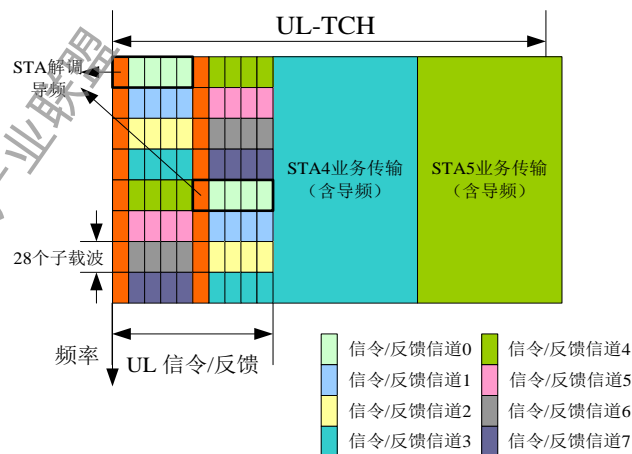 UL-TCH
STA解调
导频
STA4业务传输
（含导频）
STA5业务传输
（含导频）
28个子载波
频率
UL 信令/反馈
信令/反馈信道0
信令/反馈信道4
信令/反馈信道1
信令/反馈信道5
信令/反馈信道2
信令/反馈信道6
信令/反馈信道3
信令/反馈信道7
业联盟